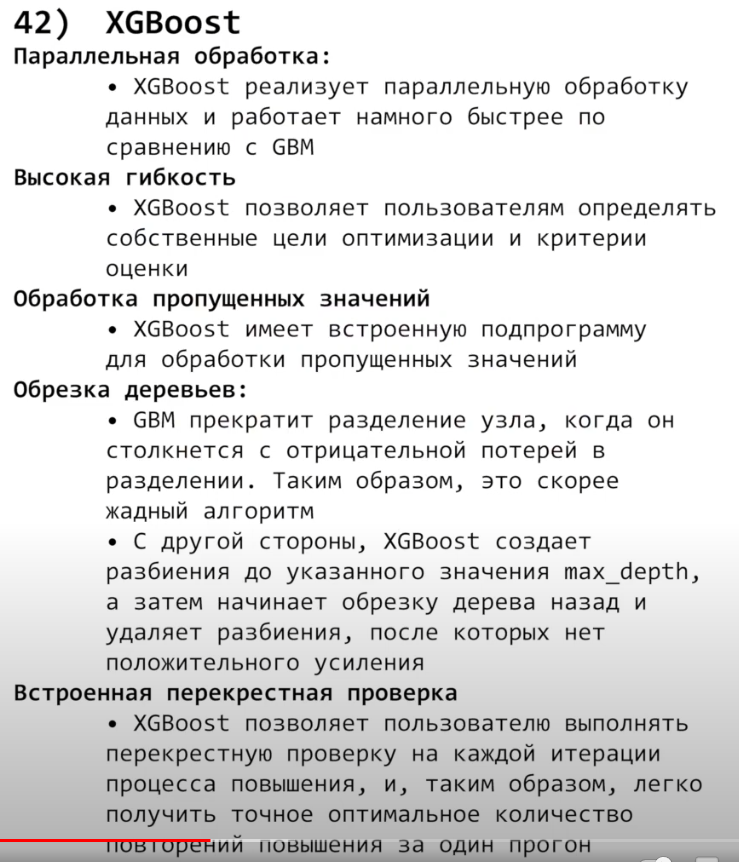 42) XGBoost
Параллельная обработка:
• XGBoost реализует параллельную обработку
данных и работает намного быстрее по
сравнению с GBM
Высокая гибкость
• XGBoost позволяет пользователям определять
собственные цели оптимизации и критерии
оценки
Обработка пропущенных значений
• XGBoost имеет встроенную подпрограмму
для обработки пропущенных значений
Обрезка деревьев:
• GBM прекратит разделение узла, когда он
столкнется с отрицательной потерей в
разделении. Таким образом, это скорее
жадный алгоритм
• С другой стороны, XGBoost создает
разбиения до указанного значения max_depth,
а затем начинает обрезку дерева назад и
удаляет разбиения, после которых нет
положительного усиления
Встроенная перекрестная проверка
• XGBoost позволяет пользователю выполнять
перекрестную проверку на каждой итерации
процесса повышения, и, таким образом, легко
получить точное оптимальное количество
повторений повышения за один прогон